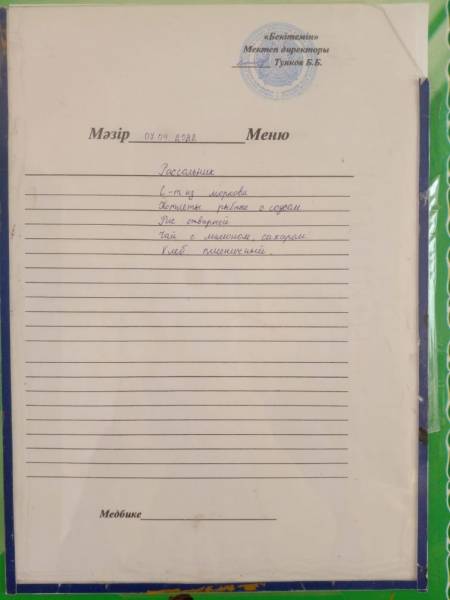 «Бекітемін»
Мектеп директоры
Туяков Б.Б.
Мәзір 07.04.2022 Меню
Рассольник
С-т из моркови
Котлеты рыбные с соусом
Рис отварной
Чай с лимоном, сахаром
Хлеб пшеничный.
Медбике